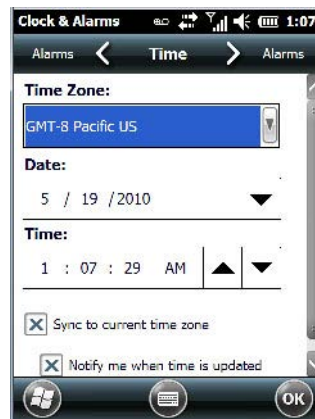 Clock & Alarms 1:07
Alarms Time Alarms
Time Zone:
GMT-8 Pacific US
Date:
5 / 19 /2010
Time:
1 : 07 : 29 AM
Sync to current time zone
Notify me when time is updated
OK